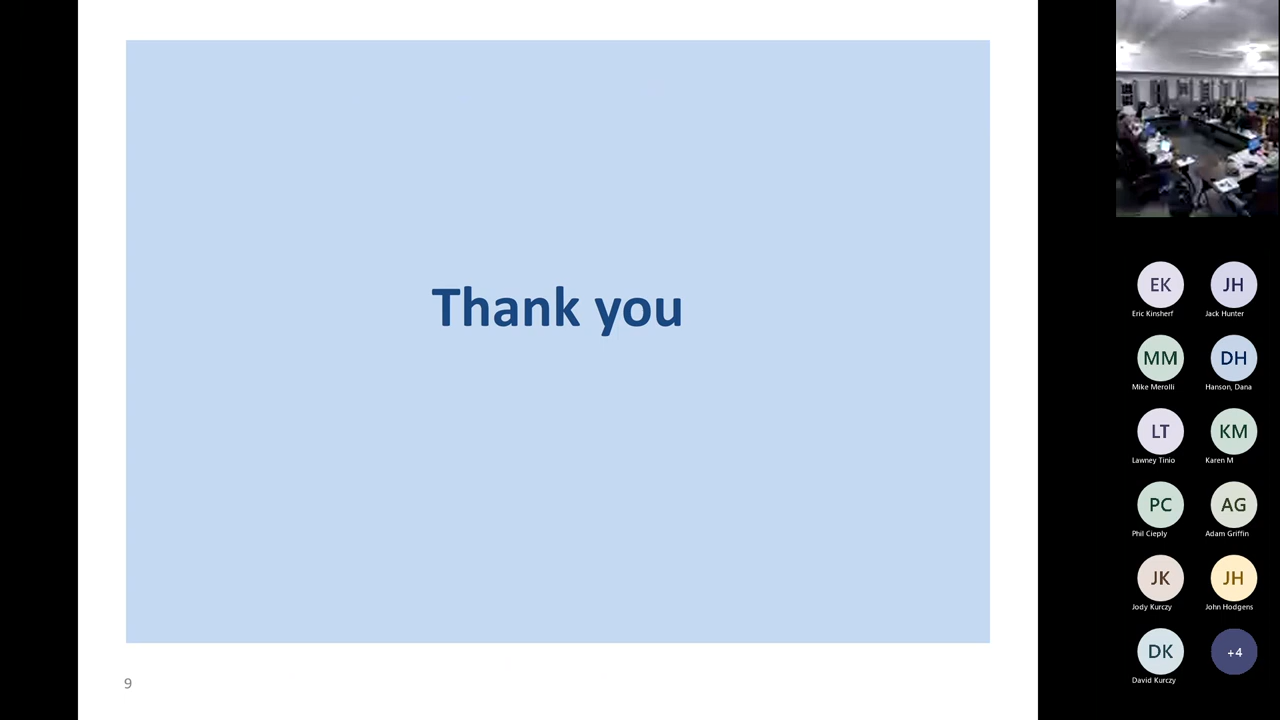 Thank you
9
EK JH
Eric Kinsherf Jack Hunter
MM DH
Mike Merolli Hanson, Dana
LT KM
Lawney Tinio Karen M
PC AG
Phil Cieply Adam Griffin
JK JH
Jody Kurczy John Hodgens
DK +4
David Kurczy